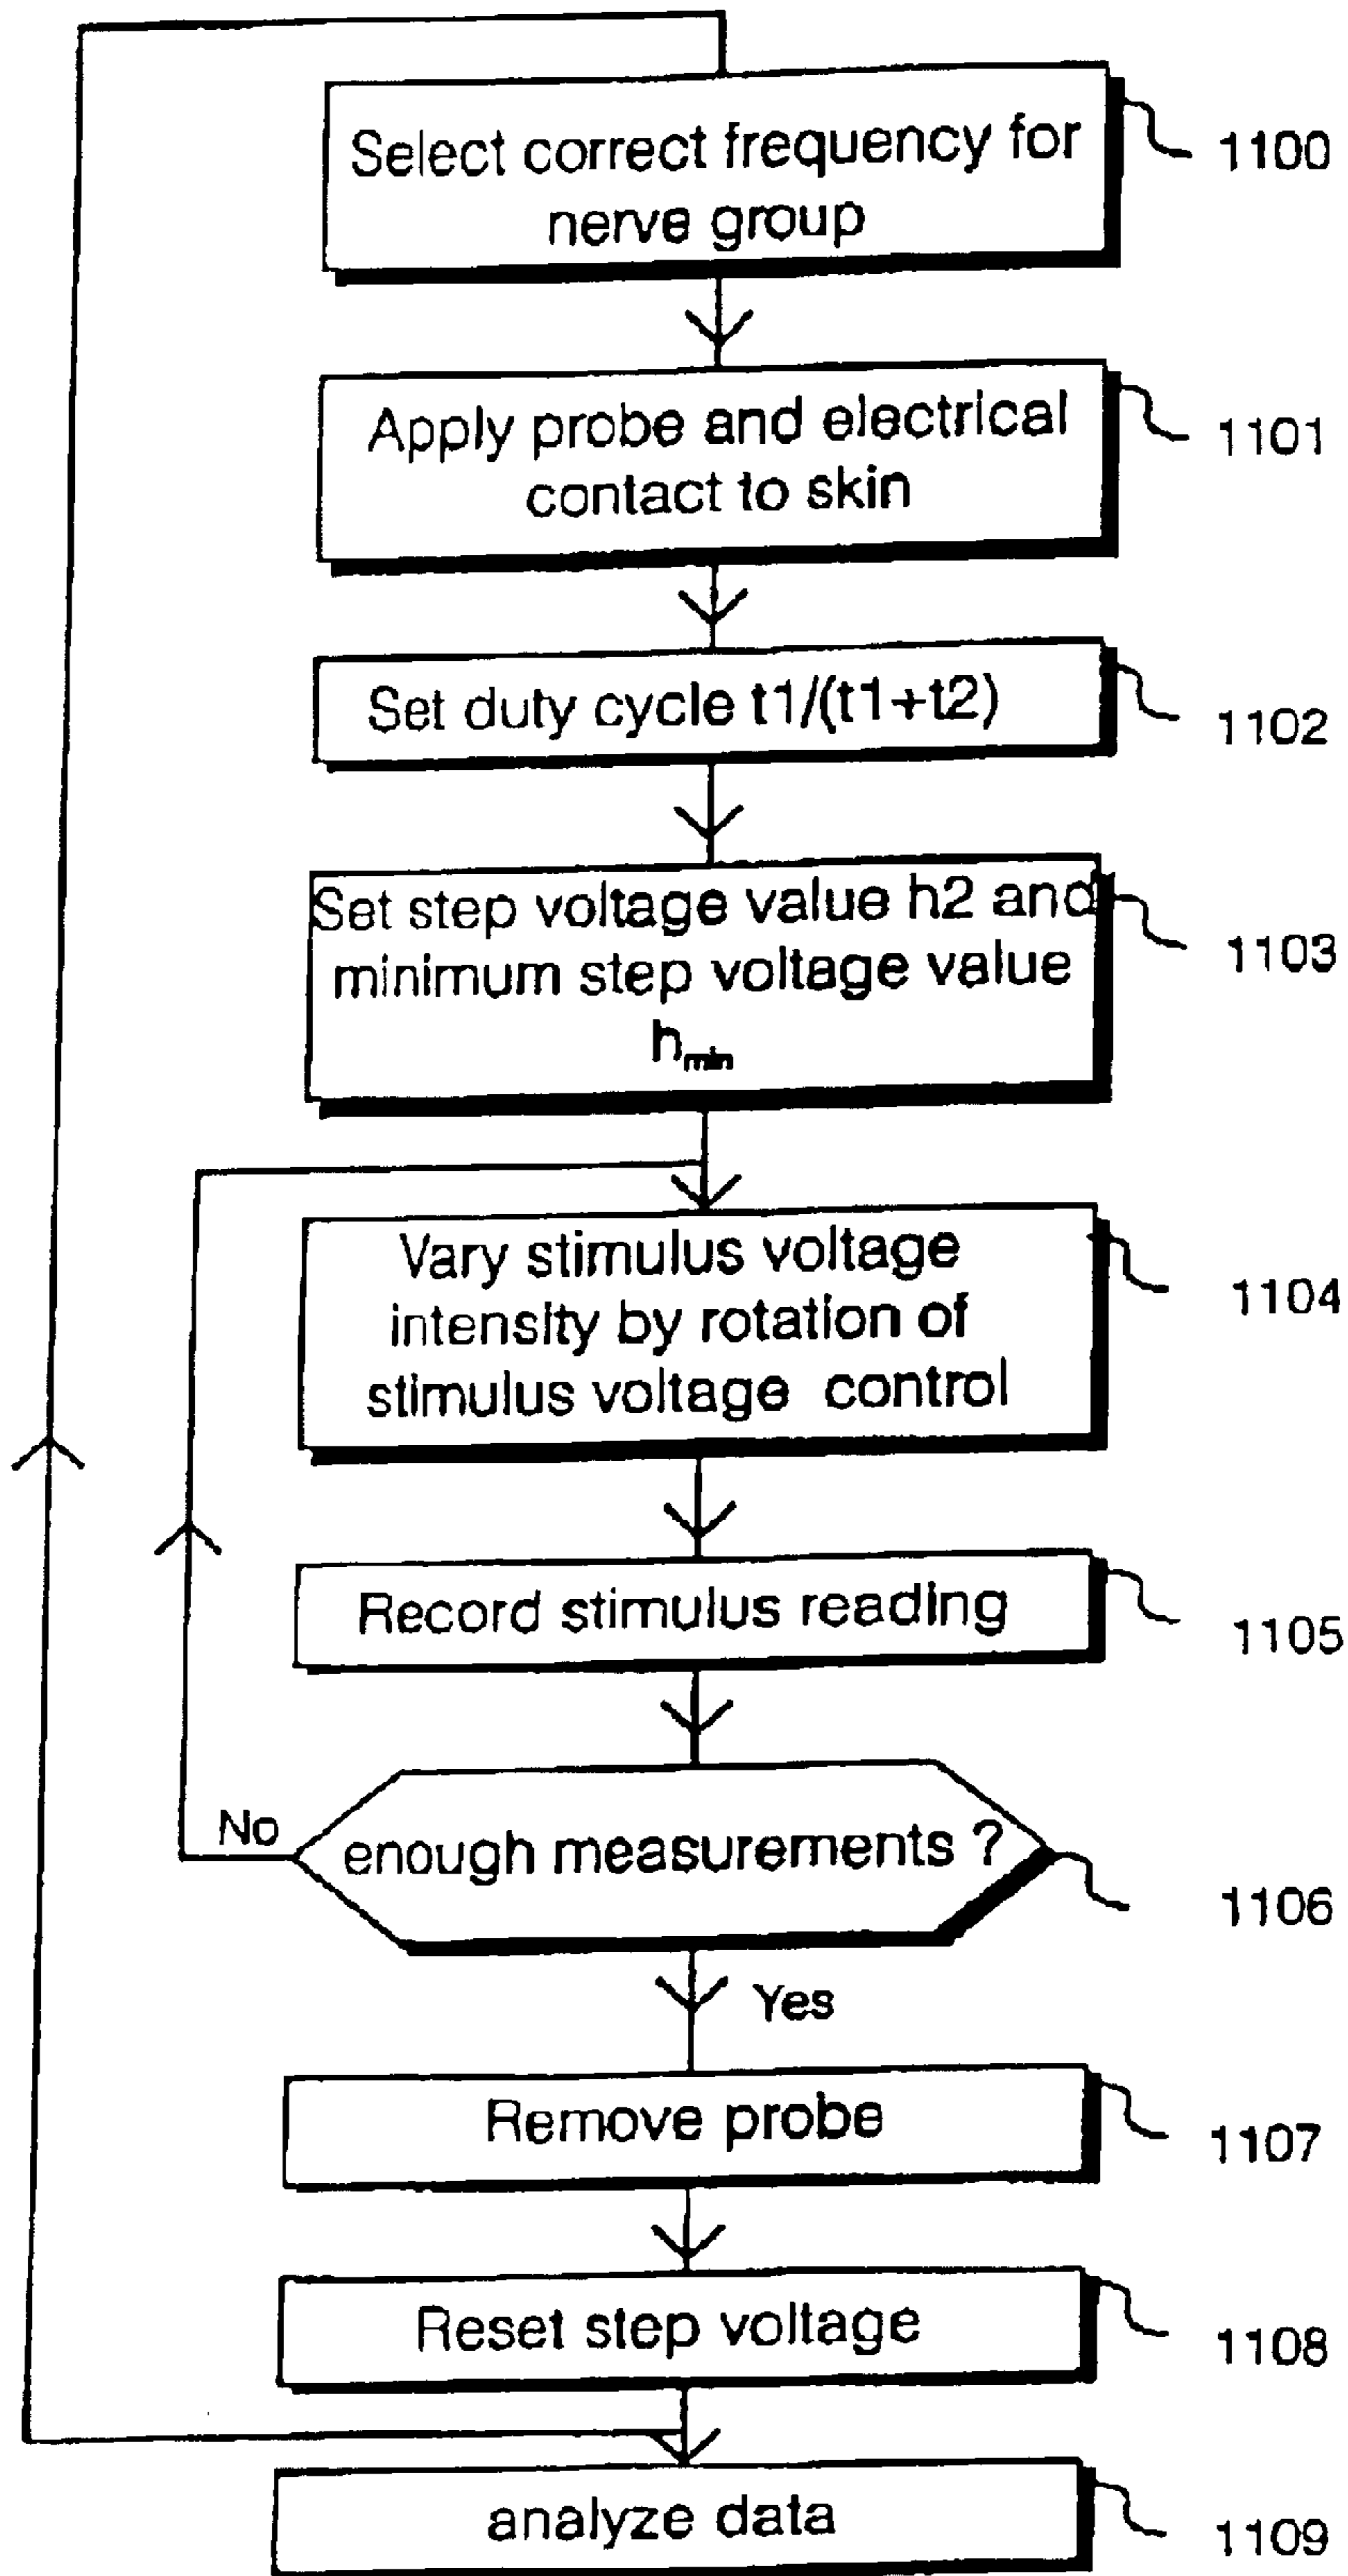 Select correct frequency for
nerve group
1100
Apply probe and electrical
contact to skin
1101
Set duty cycle t1/(t1+t2)
1102
Set step voltage value h2 and
minimum step voltage value
hmin
1103
Vary stimulus voltage
intensity by rotation of
stimulus voltage control
1104
Record stimulus reading
1105
No
enough measurements ?
1106
Yes
Remove probe
1107
Reset step voltage
1108
analyze data
1109